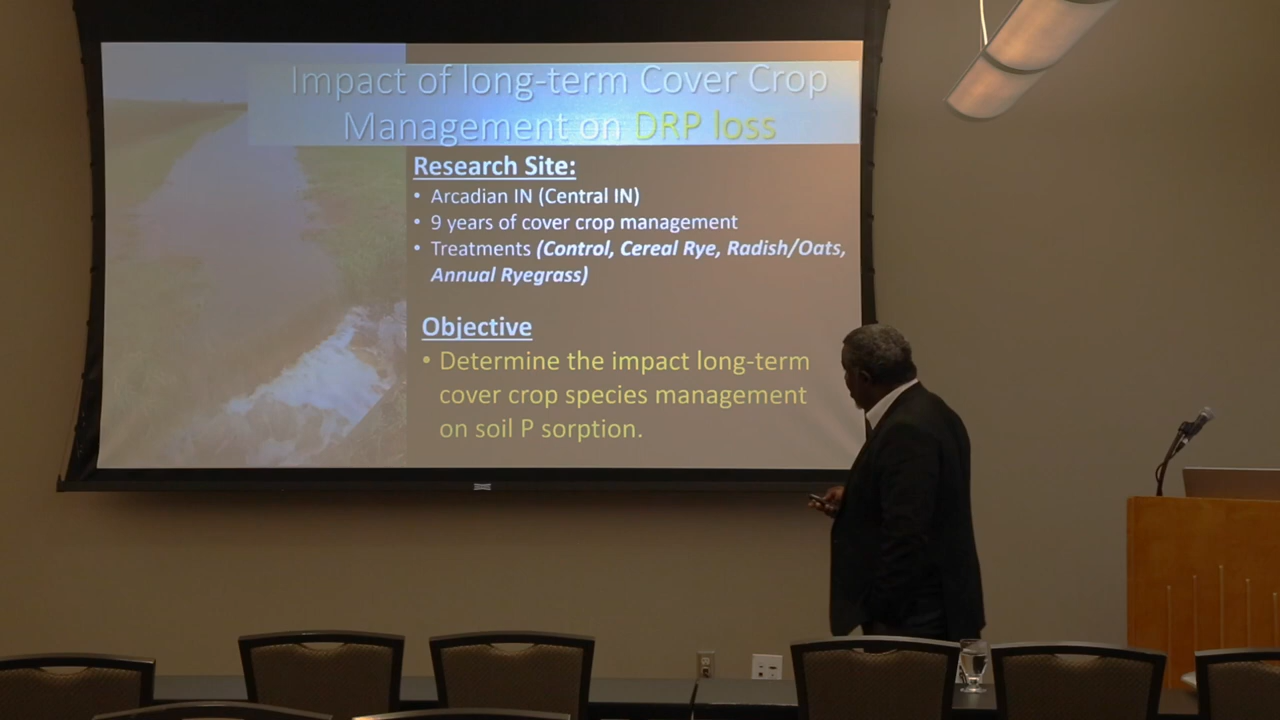 Impact of long-term Cover Crop
Management on DRP loss
Research Site:
• Arcadian IN (Central IN)
• 9 years of cover crop management
• Treatments (Control, Cereal Rye, Radish/Oats,
Annual Ryegrass)
Objective
• Determine the impact long-term
cover crop species management
on soil P sorption.